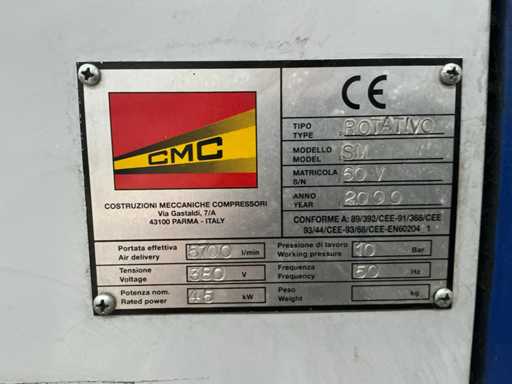 CMC
COSTRUZIONI MECCANICHE COMPRESSORI
Via Gastaldi, 7/A
43100 PARMA - ITALY
CE
TIPO
TYPE ROTATIVO
MODELLO
MODEL SM
MATRICOLA
S/N 60 V
ANNO
YEAR 2000
CONFORME A: 89/392/CEE-91/368/CEE
93/44/CEE-93/68/CEE-EN60204 1
Portata effettiva
Air delivery 5700 l/min
Pressione di lavoro
Working pressure 10 Bar
Tensione
Voltage 380 V
Frequenza
Frequency 50 Hz
Potenza nom.
Rated power 45 kW
Peso
Weight kg